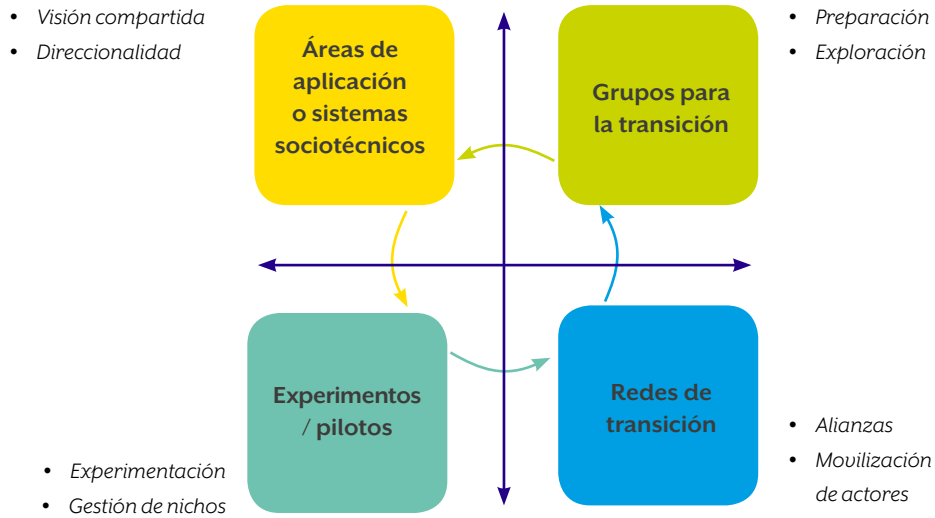 • Visión compartida
• Direccionalidad
Áreas de
aplicación
o sistemas
sociotécnicos
Grupos para
la transición
• Preparación
• Exploración
Experimentos
/ pilotos
• Experimentación
• Gestión de nichos
Redes de
transición
• Alianzas
• Movilización
de actores